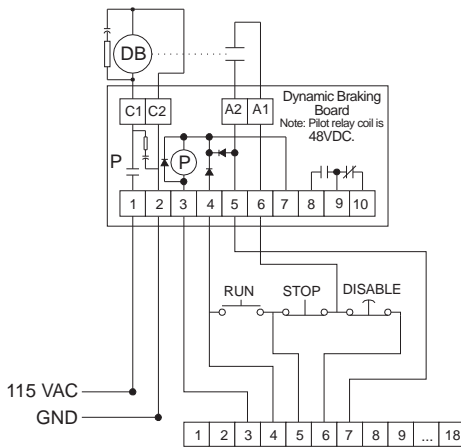 DB
C1 C2
A2 A1
Dynamic Braking
Board
Note: Pilot relay coil is
48VDC.
P
P
1 2 3 4 5 6 7 8 9 10
RUN STOP DISABLE
115 VAC
GND
1 2 3 4 5 6 7 8 9 ... 18